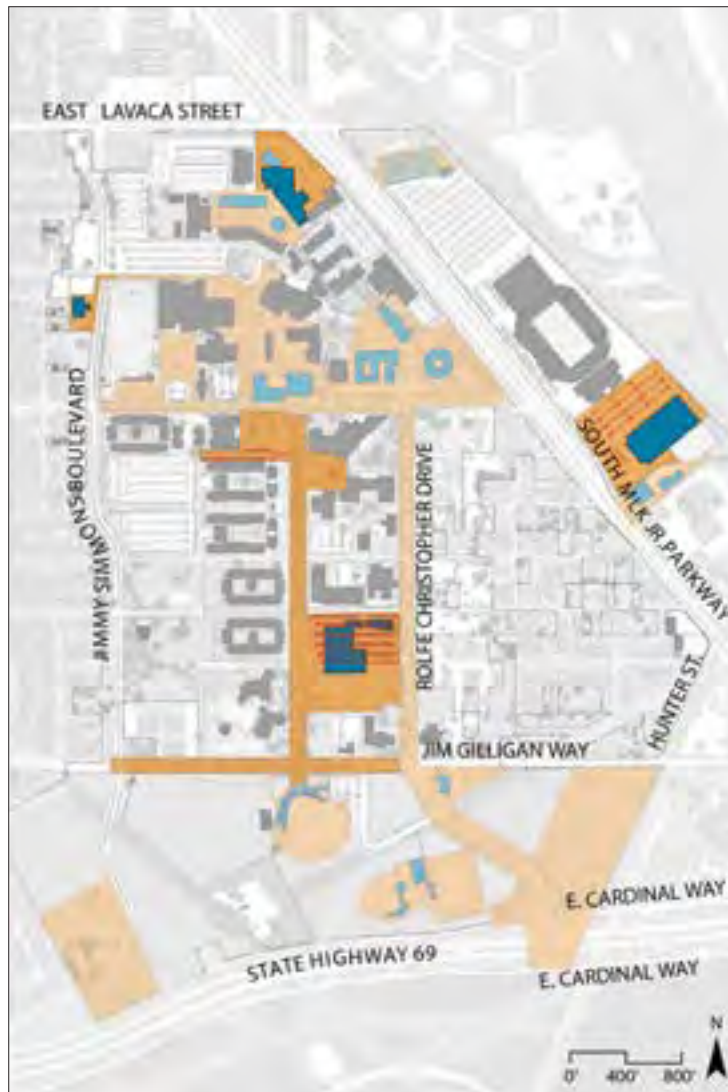 EAST LAVACA STREET
JIMMY SIMMONS BOULEVARD
ROLFE CHRISTOPHER DRIVE
SOUTH MLK JR. PARKWAY
HUNTER ST.
JIM GILLIGAN WAY
E. CARDINAL WAY
STATE HIGHWAY 69
E. CARDINAL WAY
N
0' 400' 800'